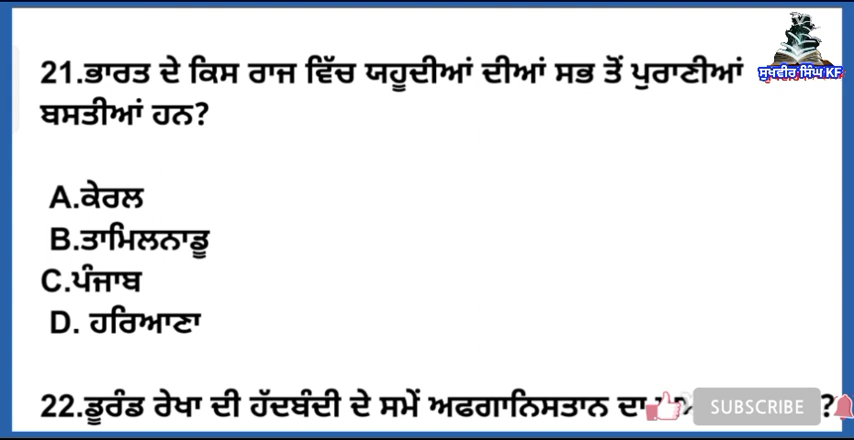 ਸੁਖਵੀਰ ਸਿੰਘ KF
21.ਭਾਰਤ ਦੇ ਕਿਸ ਰਾਜ ਵਿੱਚ ਯਹੂਦੀਆਂ ਦੀਆਂ ਸਭ ਤੋਂ ਪੁਰਾਣੀਆਂ
ਬਸਤੀਆਂ ਹਨ?
A.ਕੇਰਲ
B.ਤਾਮਿਲਨਾਡੂ
C.ਪੰਜਾਬ
D. ਹਰਿਆਣਾ
22.ਡੂਰੰਡ ਰੇਖਾ ਦੀ ਹੱਦਬੰਦੀ ਦੇ ਸਮੇਂ ਅਫਗਾਨਿਸਤਾਨ ਦਾ ?
SUBSCRIBE